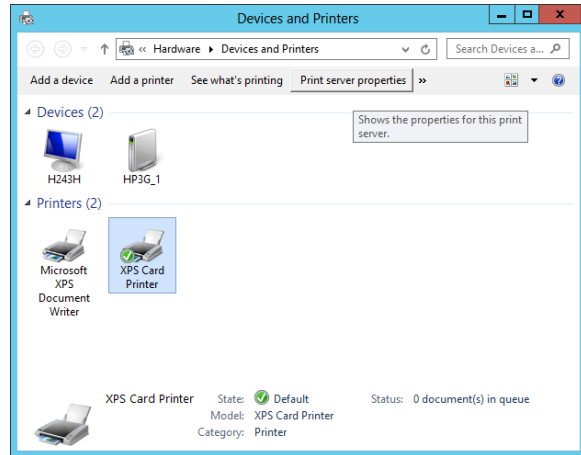 Devices and Printers
« Hardware ▸ Devices and Printers
Search Devices a...
Add a device Add a printer See what's printing Print server properties »
Shows the properties for this print
server.
Devices (2)
H243H HP3G_1
Printers (2)
Microsoft
XPS
Document
Writer
XPS Card
Printer
XPS Card Printer State: Default Status: 0 document(s) in queue
Model: XPS Card Printer
Category: Printer